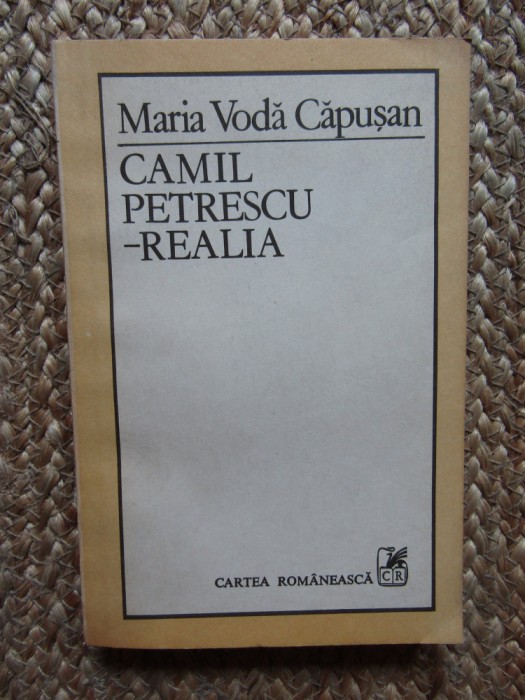 Maria Vodă Căpușan
CAMIL
PETRESCU
-REALIA
CARTEA ROMÂNEASCĂ
CR